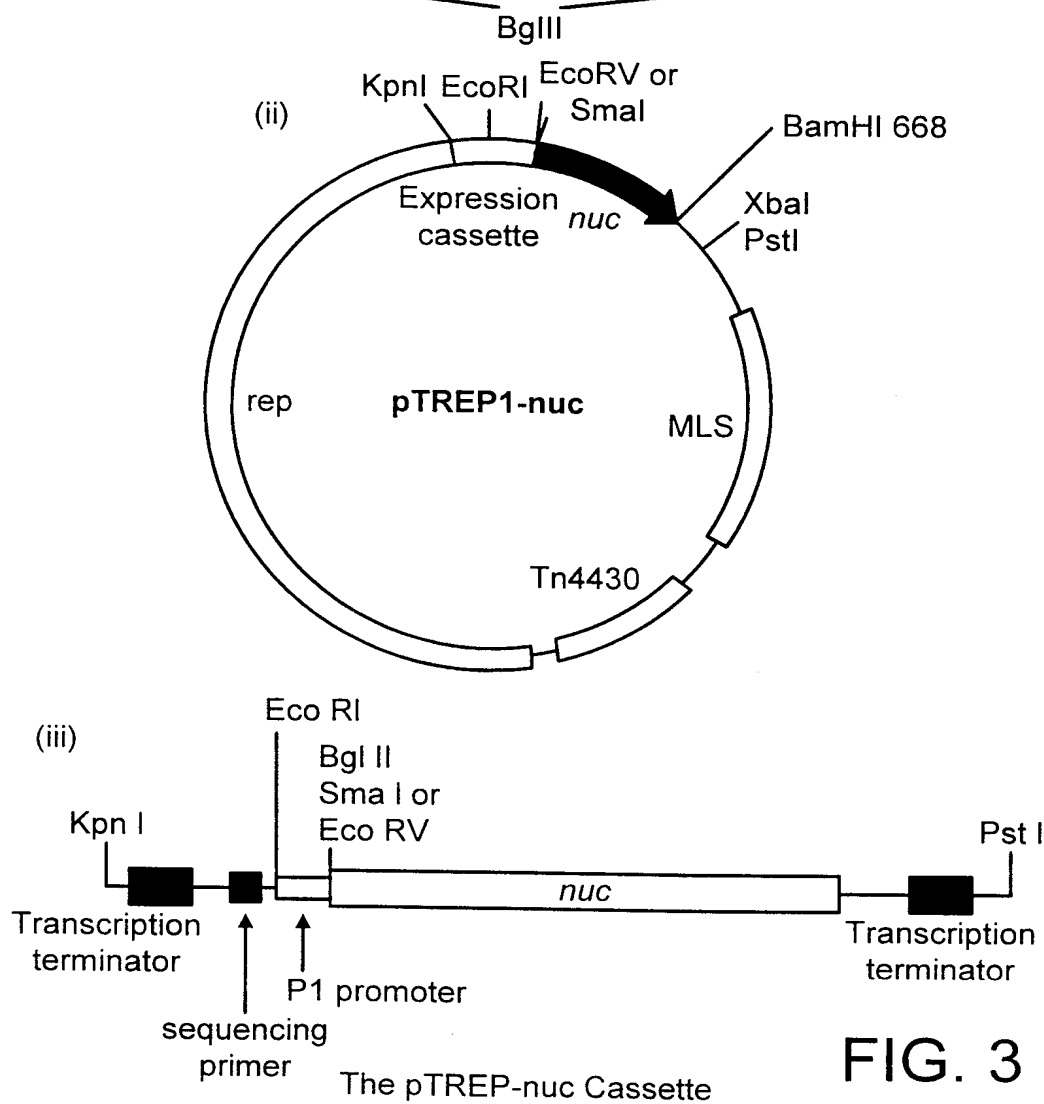 BglII
(ii)
KpnI EcoRI EcoRV or
SmaI
BamHI 668
XbaI
PstI
Expression
cassette
nuc
rep
pTREP1-nuc
MLS
Tn4430
(iii)
Eco RI
Bgl II
Sma I or
Eco RV
Kpn I
Pst I
nuc
Transcription
terminator
Transcription
terminator
P1 promoter
sequencing
primer
The pTREP-nuc Cassette
FIG. 3